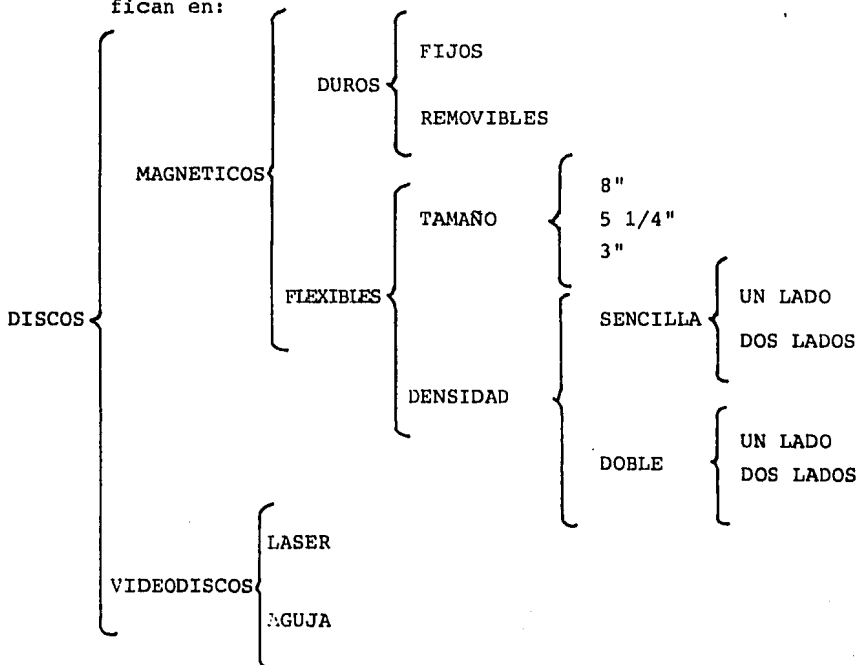 fican en:
FIJOS
DUROS
REMOVIBLES
MAGNETICOS
8"
TAMAÑO
5 1/4"
3"
FLEXIBLES
UN LADO
DISCOS
SENCILLA
DOS LADOS
DENSIDAD
UN LADO
DOBLE
DOS LADOS
LASER
VIDEODISCOS
AGUJA